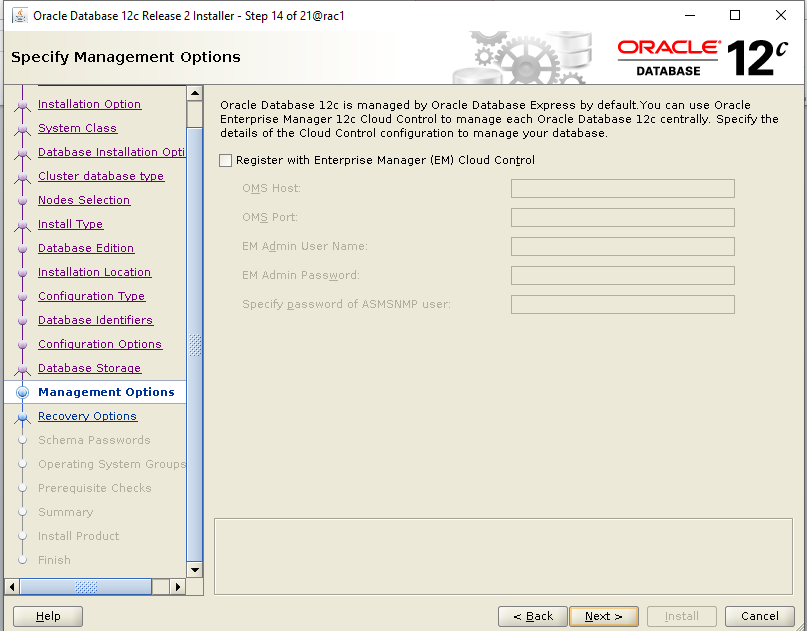 Oracle Database 12c Release 2 Installer - Step 14 of 21@rac1
Specify Management Options
ORACLE®
DATABASE
12c
Installation Option
System Class
Database Installation Opti
Cluster database type
Nodes Selection
Install Type
Database Edition
Installation Location
Configuration Type
Database Identifiers
Configuration Options
Database Storage
Management Options
Recovery Options
Schema Passwords
Operating System Groups
Prerequisite Checks
Summary
Install Product
Finish
Oracle Database 12c is managed by Oracle Database Express by default.You can use Oracle
Enterprise Manager 12c Cloud Control to manage each Oracle Database 12c centrally. Specify the
details of the Cloud Control configuration to manage your database.
Register with Enterprise Manager (EM) Cloud Control
OMS Host:
OMS Port:
EM Admin User Name:
EM Admin Password:
Specify password of ASMSNMP user:
Help
< Back
Next >
Install
Cancel